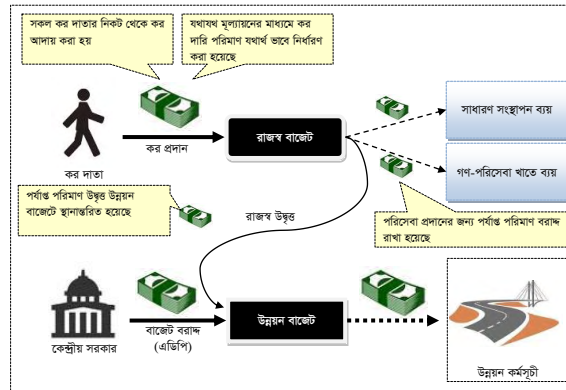 সকল কর দাতার নিকট থেকে কর
আদায় করা হয়
যথাযথ মূল্যায়নের মাধ্যমে কর
দারি পরিমাণ যথার্থ ভাবে নির্ধারণ
করা হয়েছে
কর দাতা
কর প্রদান
রাজস্ব বাজেট
সাধারণ সংস্থাপন ব্যয়
গণ-পরিসেবা খাতে ব্যয়
পর্যাপ্ত পরিমাণ উদ্বৃত্ত উন্নয়ন
বাজেটে স্থানান্তরিত হয়েছে
রাজস্ব উদ্বৃত্ত
পরিসেবা প্রদানের জন্য পর্যাপ্ত পরিমাণ বরাদ্দ
রাখা হয়েছে
কেন্দ্রীয় সরকার
বাজেট বরাদ্দ
(এডিপি)
উন্নয়ন বাজেট
উন্নয়ন কর্মসূচী